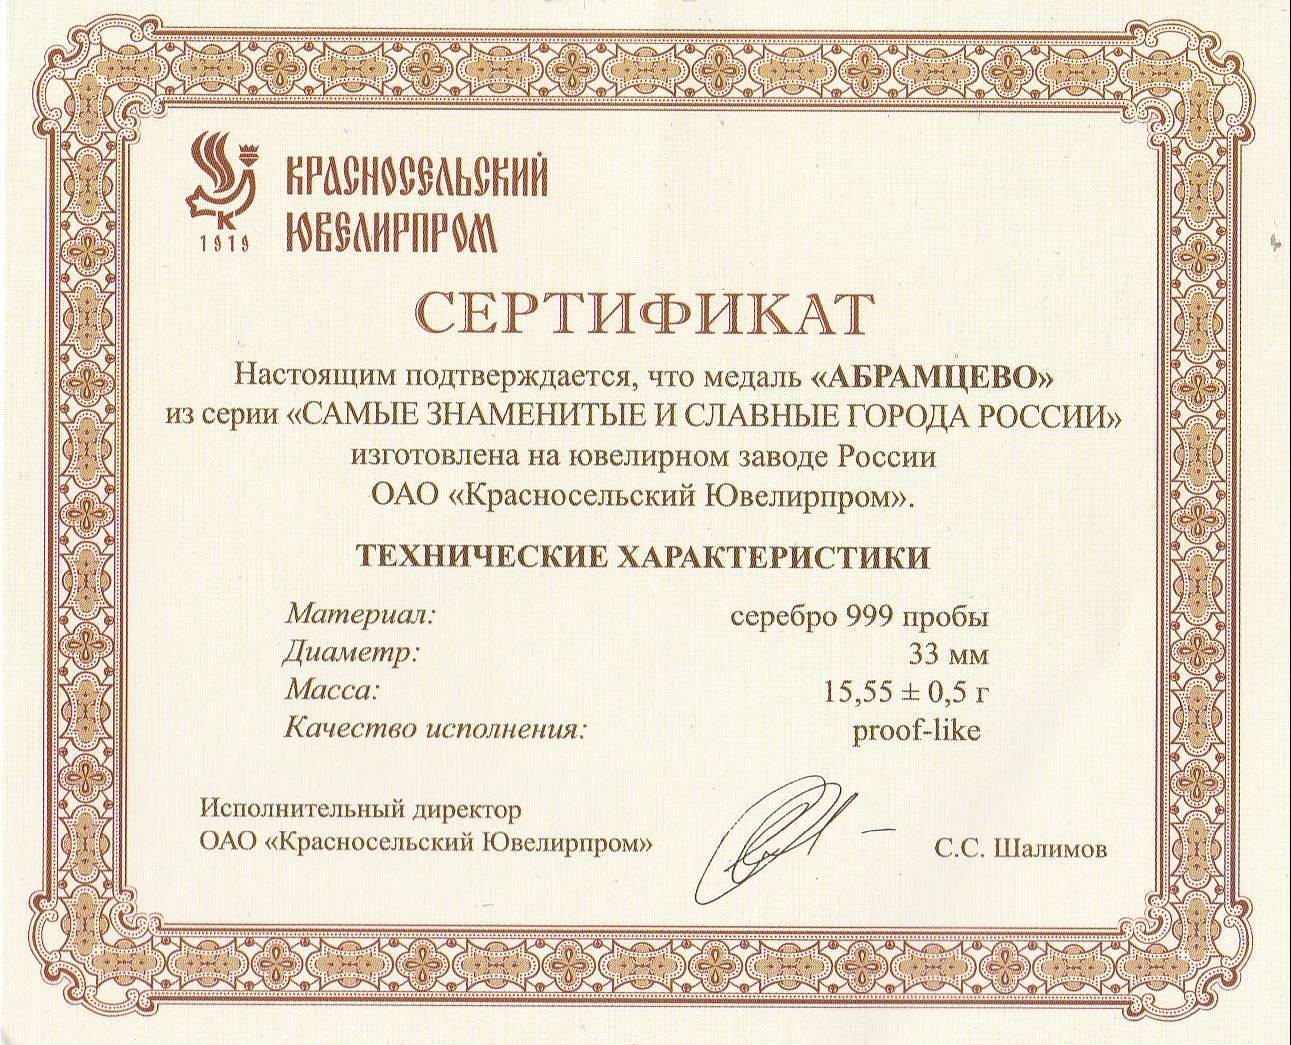 КРАСНОСЕЛЬСКИЙ
ЮВЕЛИРПРОМ
К
1919
СЕРТИФИКАТ
Настоящим подтверждается, что медаль «АБРАМЦЕВО»
из серии «САМЫЕ ЗНАМЕНИТЫЕ И СЛАВНЫЕ ГОРОДА РОССИИ»
изготовлена на ювелирном заводе России
ОАО «Красносельский Ювелирпром».
ТЕХНИЧЕСКИЕ ХАРАКТЕРИСТИКИ
Материал: серебро 999 пробы
Диаметр: 33 мм
Масса: 15,55 ± 0,5 г
Качество исполнения: proof-like
Исполнительный директор
ОАО «Красносельский Ювелирпром» С.С. Шалимов